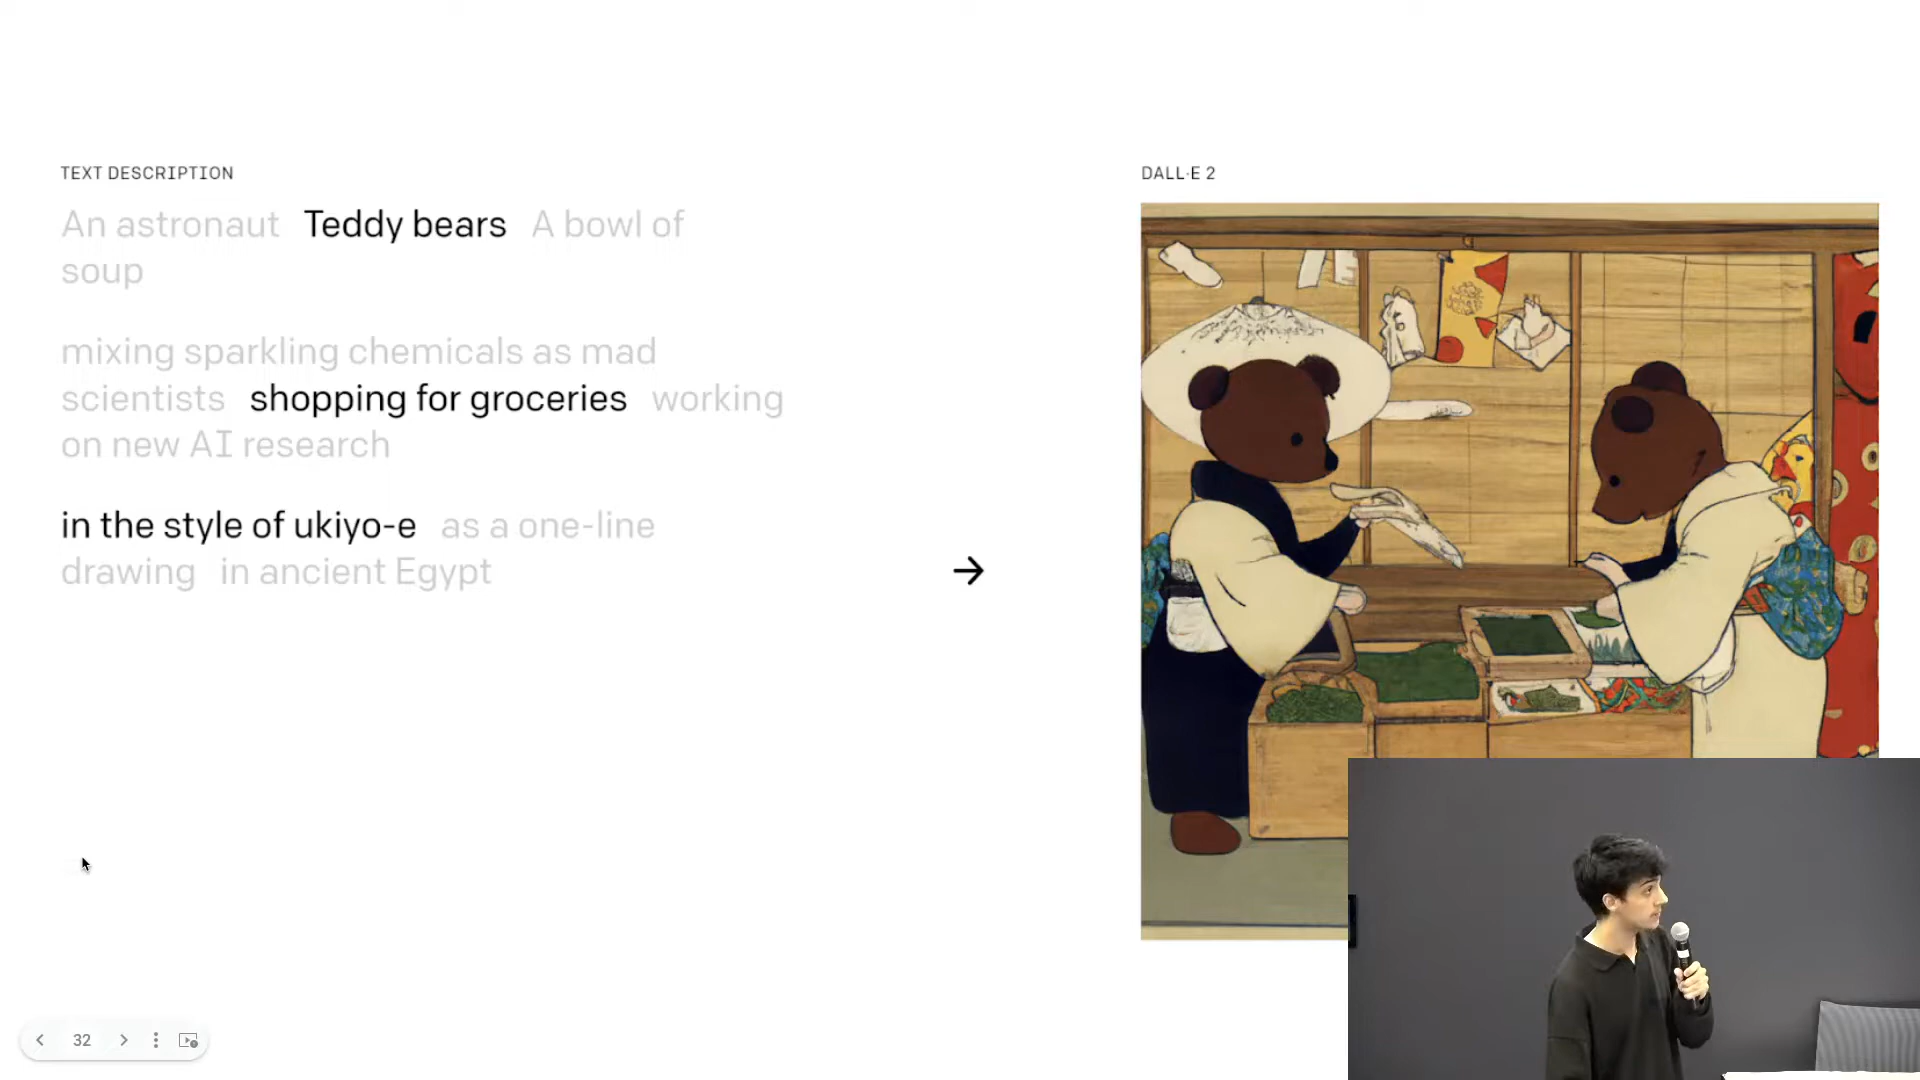 TEXT DESCRIPTION
An astronaut Teddy bears A bowl of
soup
mixing sparkling chemicals as mad
scientists shopping for groceries working
on new AI research
in the style of ukiyo-e as a one-line
drawing in ancient Egypt
DALL·E 2
32